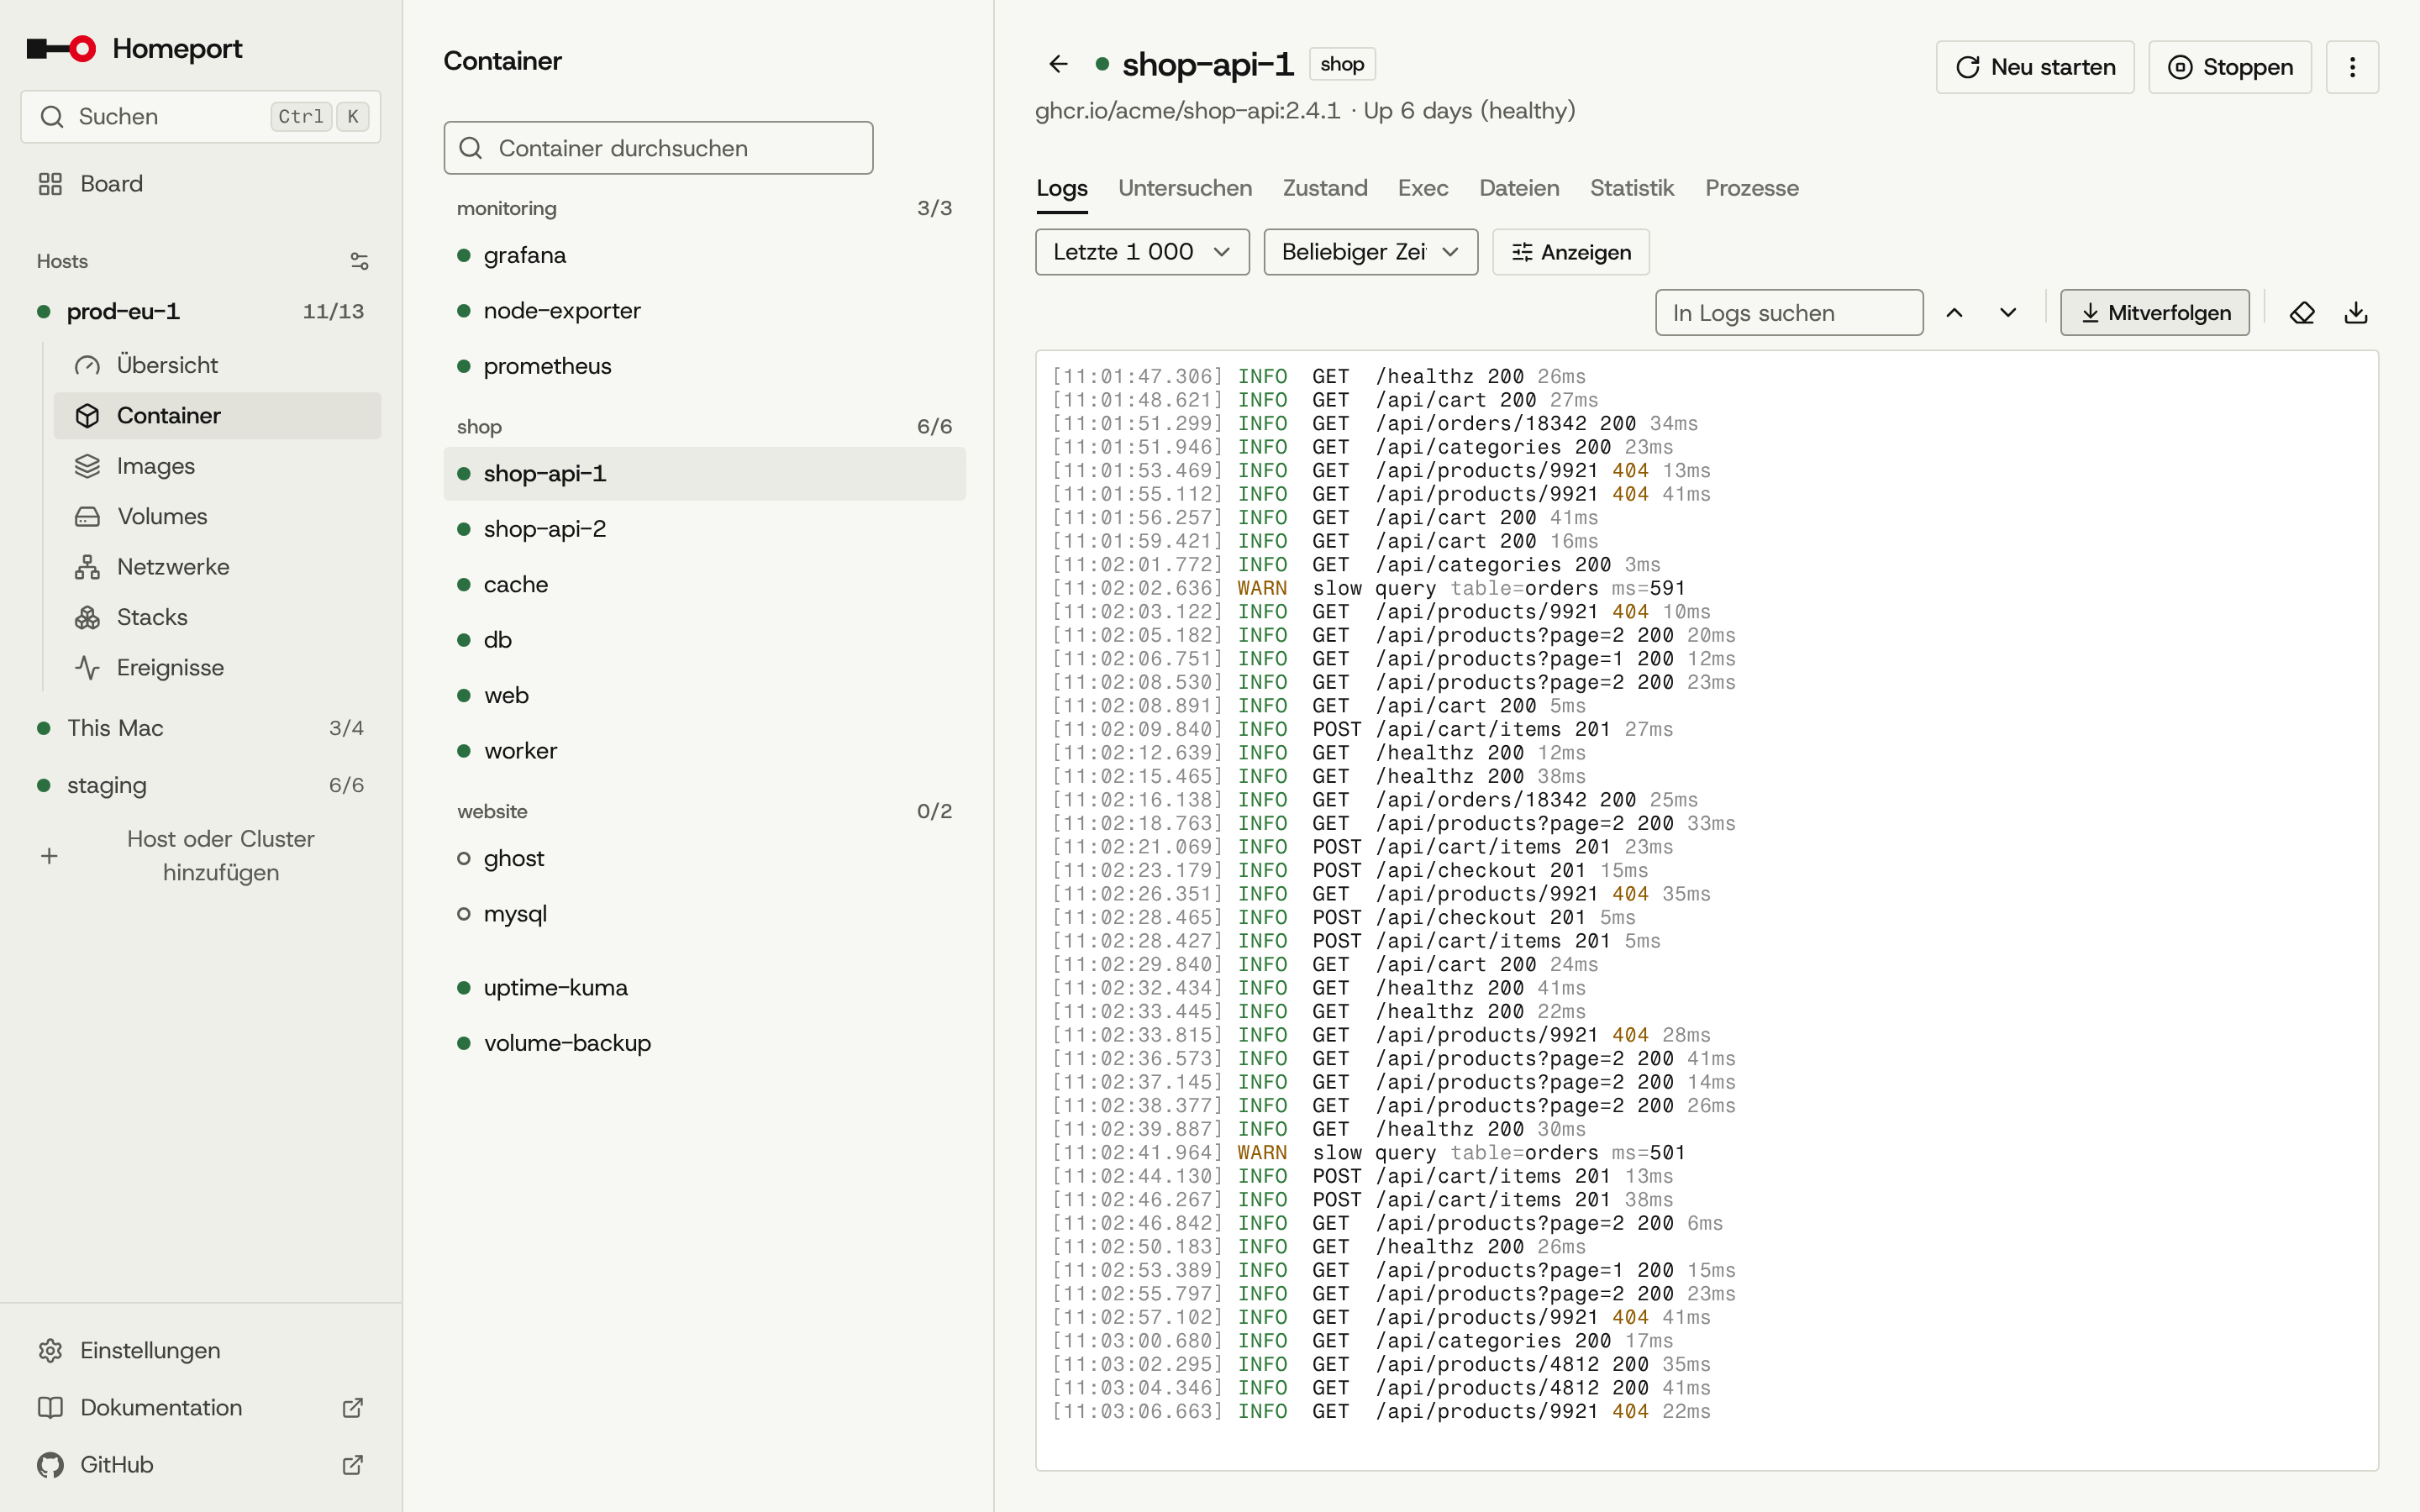 Homeport
Suchen Ctrl K
Board
Hosts
prod-eu-1 11/13
Übersicht
Container
Images
Volumes
Netzwerke
Stacks
Ereignisse
This Mac 3/4
staging 6/6
Host oder Cluster
hinzufügen
Einstellungen
Dokumentation
GitHub
Container
Container durchsuchen
monitoring 3/3
grafana
node-exporter
prometheus
shop 6/6
shop-api-1
shop-api-2
cache
db
web
worker
website 0/2
ghost
mysql
uptime-kuma
volume-backup
shop-api-1 shop
Neu starten Stoppen
ghcr.io/acme/shop-api:2.4.1 · Up 6 days (healthy)
Logs Untersuchen Zustand Exec Dateien Statistik Prozesse
Letzte 1 000 Beliebiger Zei Anzeigen
In Logs suchen Mitverfolgen
[11:01:47.306] INFO GET /healthz 200 26ms
[11:01:48.621] INFO GET /api/cart 200 27ms
[11:01:51.299] INFO GET /api/orders/18342 200 34ms
[11:01:51.946] INFO GET /api/categories 200 23ms
[11:01:53.469] INFO GET /api/products/9921 404 13ms
[11:01:55.112] INFO GET /api/products/9921 404 41ms
[11:01:56.257] INFO GET /api/cart 200 41ms
[11:01:59.421] INFO GET /api/cart 200 16ms
[11:02:01.772] INFO GET /api/categories 200 3ms
[11:02:02.636] WARN slow query table=orders ms=591
[11:02:03.122] INFO GET /api/products/9921 404 10ms
[11:02:05.182] INFO GET /api/products?page=2 200 20ms
[11:02:06.751] INFO GET /api/products?page=1 200 12ms
[11:02:08.530] INFO GET /api/products?page=2 200 23ms
[11:02:08.891] INFO GET /api/cart 200 5ms
[11:02:09.840] INFO POST /api/cart/items 201 27ms
[11:02:12.639] INFO GET /healthz 200 12ms
[11:02:15.465] INFO GET /healthz 200 38ms
[11:02:16.138] INFO GET /api/orders/18342 200 25ms
[11:02:18.763] INFO GET /api/products?page=2 200 33ms
[11:02:21.069] INFO POST /api/cart/items 201 23ms
[11:02:23.179] INFO POST /api/checkout 201 15ms
[11:02:26.351] INFO GET /api/products/9921 404 35ms
[11:02:28.465] INFO POST /api/checkout 201 5ms
[11:02:28.427] INFO POST /api/cart/items 201 5ms
[11:02:29.840] INFO GET /api/cart 200 24ms
[11:02:32.434] INFO GET /healthz 200 41ms
[11:02:33.445] INFO GET /healthz 200 22ms
[11:02:33.815] INFO GET /api/products/9921 404 28ms
[11:02:36.573] INFO GET /api/products?page=2 200 41ms
[11:02:37.145] INFO GET /api/products?page=2 200 14ms
[11:02:38.377] INFO GET /api/products?page=2 200 26ms
[11:02:39.887] INFO GET /healthz 200 30ms
[11:02:41.964] WARN slow query table=orders ms=501
[11:02:44.130] INFO POST /api/cart/items 201 13ms
[11:02:46.267] INFO POST /api/cart/items 201 38ms
[11:02:46.842] INFO GET /api/products?page=2 200 6ms
[11:02:50.183] INFO GET /healthz 200 26ms
[11:02:53.389] INFO GET /api/products?page=1 200 15ms
[11:02:55.797] INFO GET /api/products?page=2 200 23ms
[11:02:57.102] INFO GET /api/products/9921 404 41ms
[11:03:00.680] INFO GET /api/categories 200 17ms
[11:03:02.295] INFO GET /api/products/4812 200 35ms
[11:03:04.346] INFO GET /api/products/4812 200 41ms
[11:03:06.663] INFO GET /api/products/9921 404 22ms